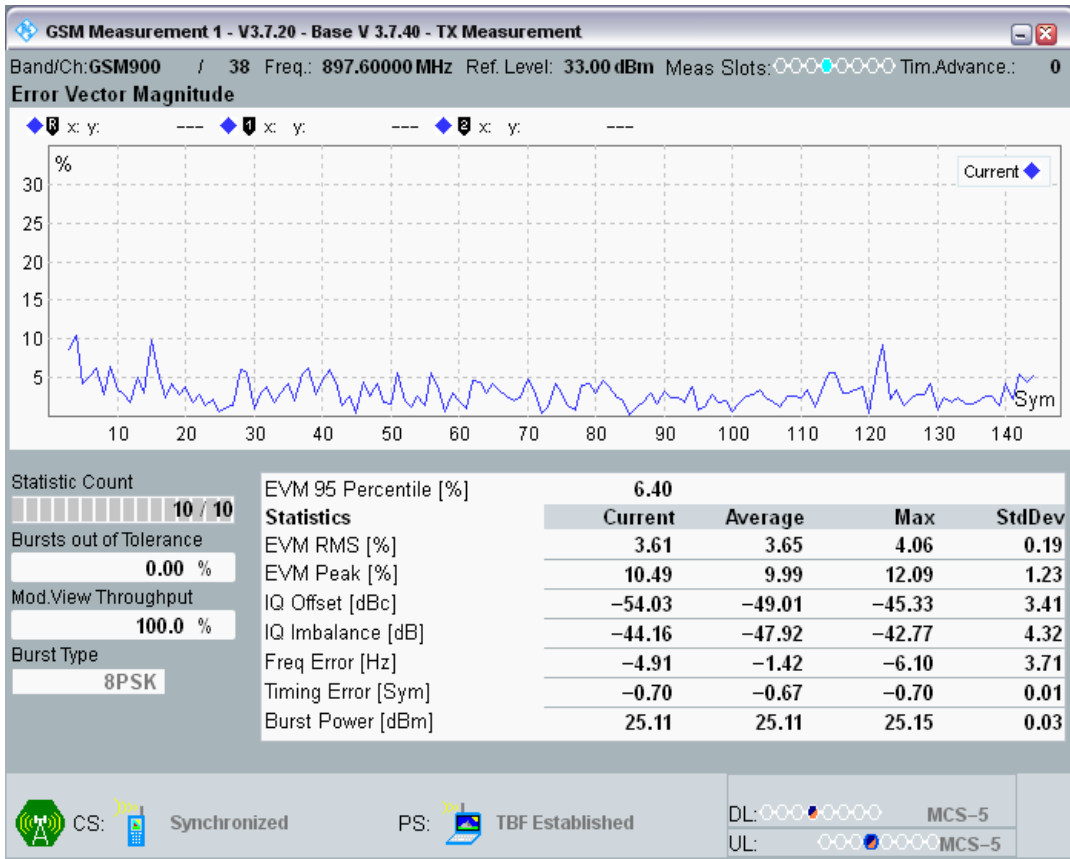 GSM Measurement 1 - V3.7.20 - Base V 3.7.40 - TX Measurement
Band/Ch:GSM900 / 38 Freq.: 897.60000 MHz Ref. Level: 33.00 dBm Meas Slots: Tim.Advance.: 0
Error Vector Magnitude
R x: y: --- 1 x: y: --- 2 x: y: ---
%
Current
30
25
20
15
10
5
Sym
10 20 30 40 50 60 70 80 90 100 110 120 130 140
Statistic Count
10 / 10
Bursts out of Tolerance
0.00 %
Mod.View Throughput
100.0 %
Burst Type
8PSK
EVM 95 Percentile [%] 6.40
Statistics Current Average Max StdDev
EVM RMS [%] 3.61 3.65 4.06 0.19
EVM Peak [%] 10.49 9.99 12.09 1.23
IQ Offset [dBc] −54.03 −49.01 −45.33 3.41
IQ Imbalance [dB] −44.16 −47.92 −42.77 4.32
Freq Error [Hz] −4.91 −1.42 −6.10 3.71
Timing Error [Sym] −0.70 −0.67 −0.70 0.01
Burst Power [dBm] 25.11 25.11 25.15 0.03
CS: Synchronized PS: TBF Established
DL: MCS−5
UL: MCS−5